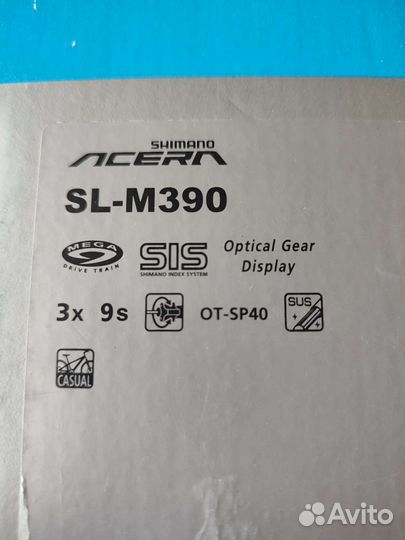 SHIMANO
ACERA
SL-M390
MEGA 9 DRIVE TRAIN
SIS
SHIMANO INDEX SYSTEM
Optical Gear
Display
3x 9s
OT-SP40
SUS
CASUAL
Avito